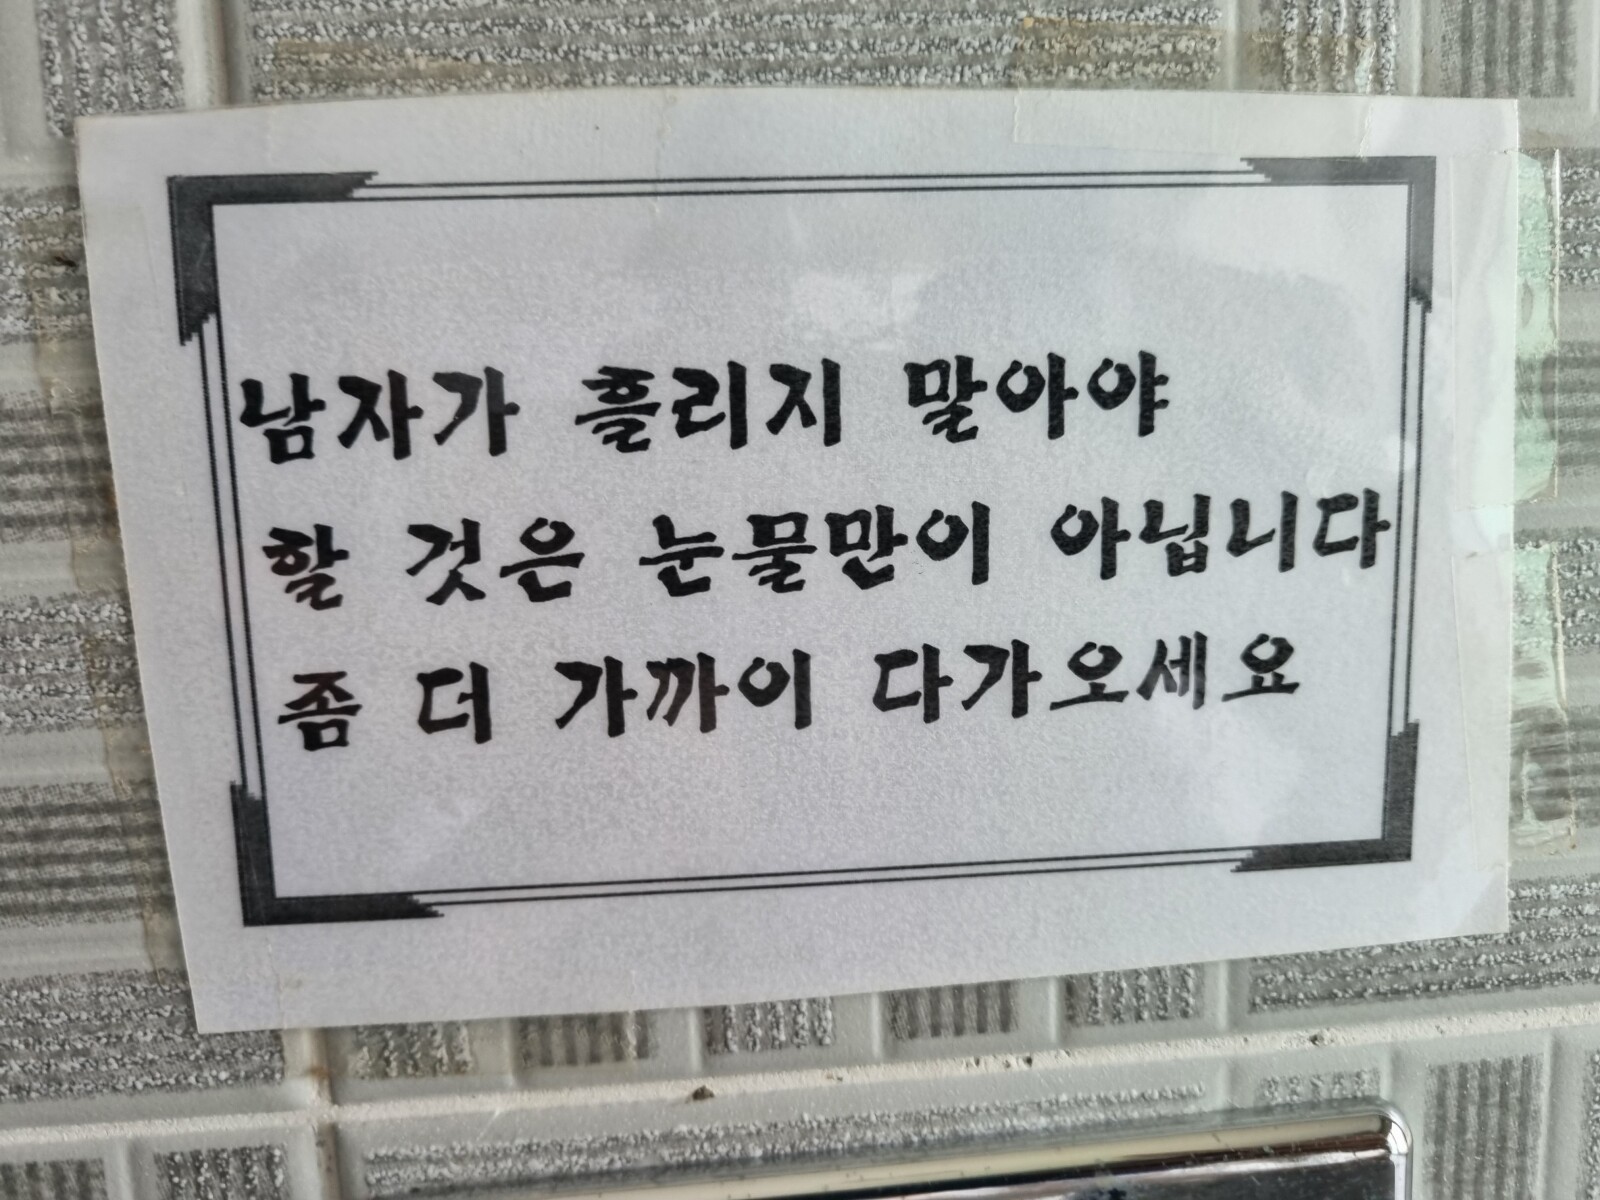 남자가 흘리지 말아야
할 것은 눈물만이 아닙니다
좀 더 가까이 다가오세요